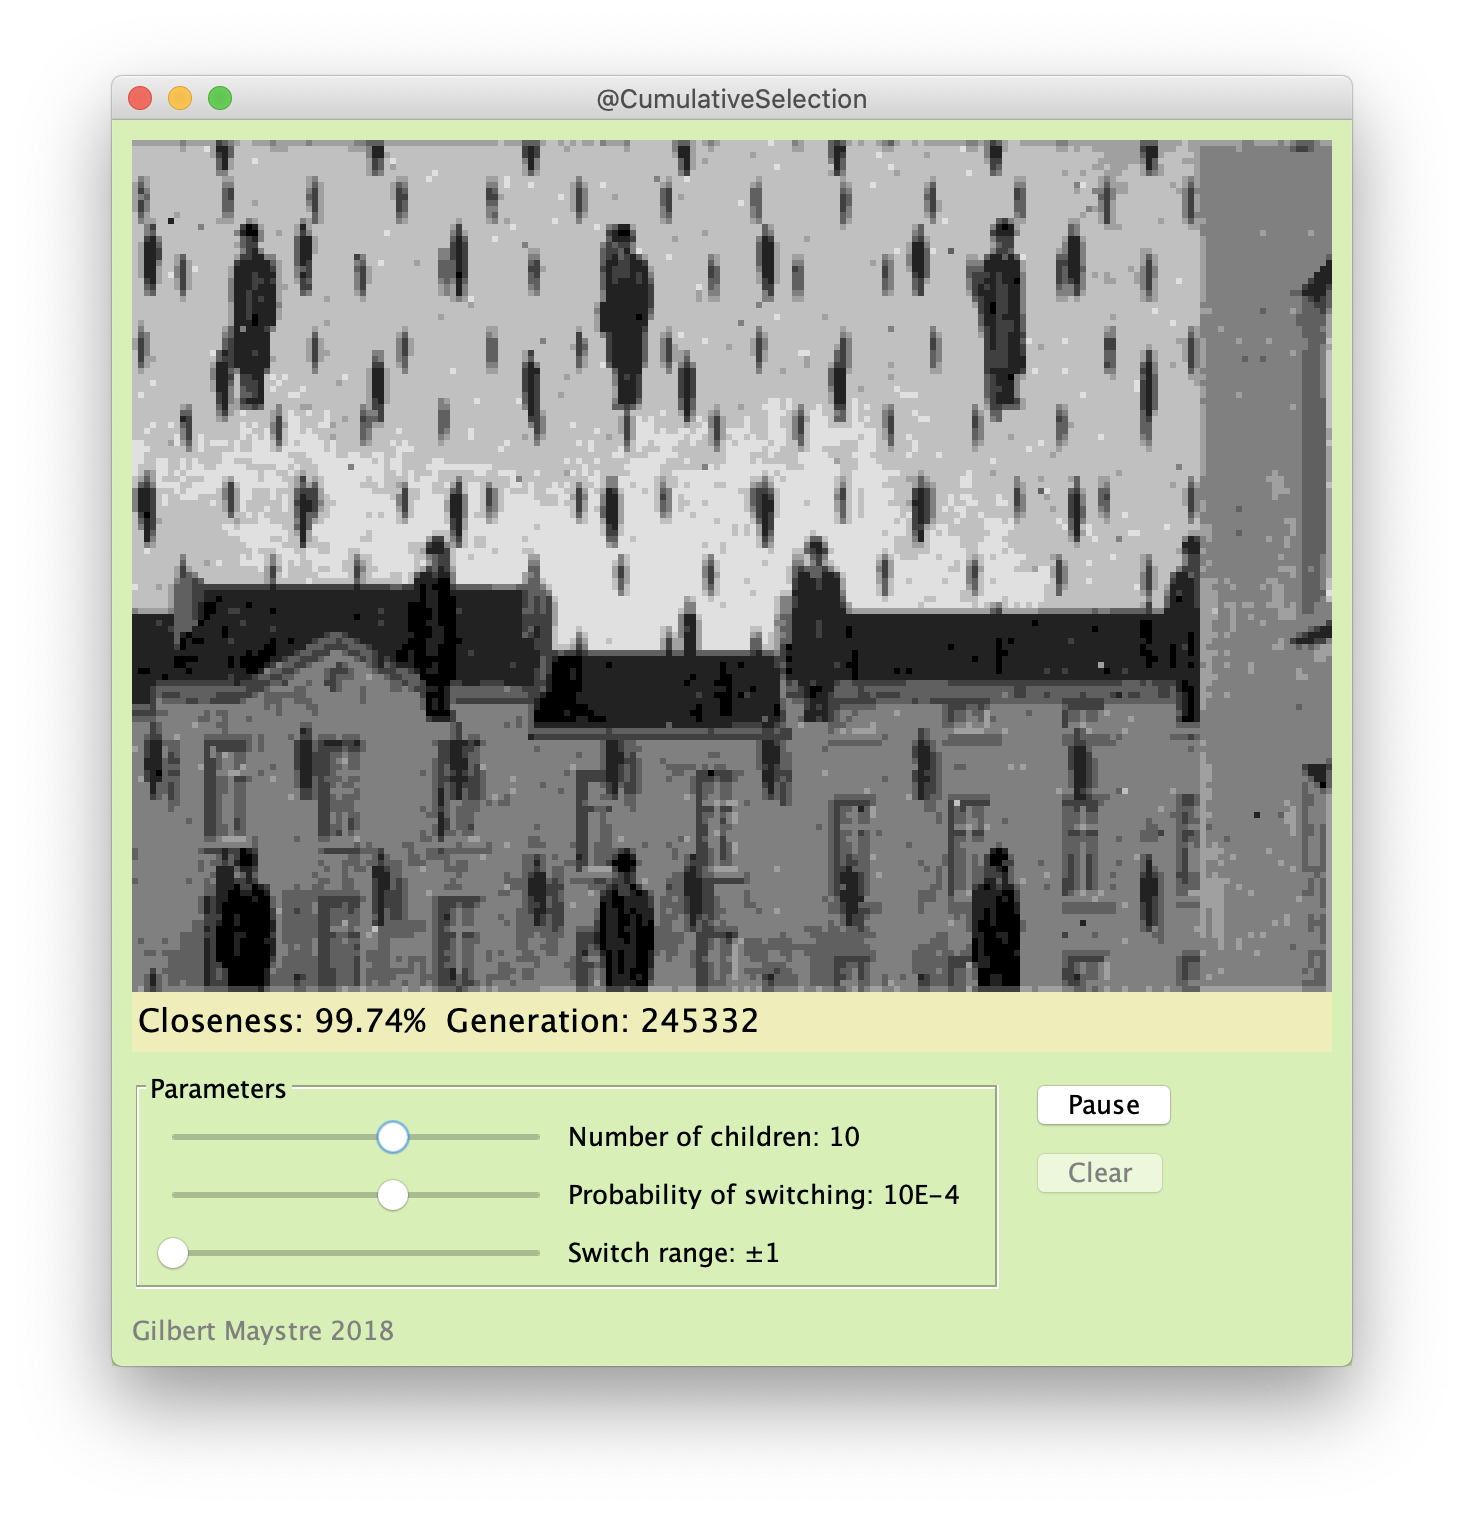 @CumulativeSelection
Closeness: 99.74% Generation: 245332
Parameters
Number of children: 10
Probability of switching: 10E-4
Switch range: ±1
Pause
Clear
Gilbert Maystre 2018